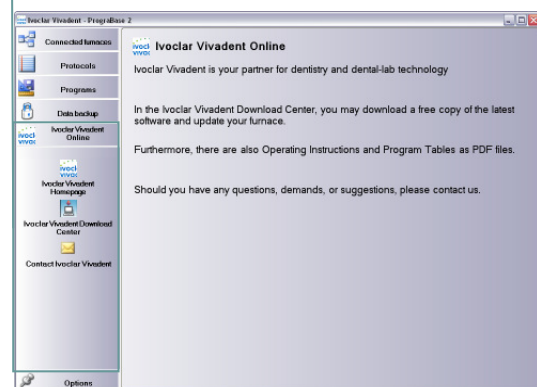 Ivoclar Vivadent - PrograBase 2
Connected furnaces
Protocols
Programs
Data backup
Ivoclar Vivadent
Online
Ivoclar Vivadent
Homepage
Ivoclar Vivadent Download
Center
Contact Ivoclar Vivadent
Options
Ivoclar Vivadent Online
Ivoclar Vivadent is your partner for dentistry and dental-lab technology
In the Ivoclar Vivadent Download Center, you may download a free copy of the latest
software and update your furnace.
Furthermore, there are also Operating Instructions and Program Tables as PDF files.
Should you have any questions, demands, or suggestions, please contact us.